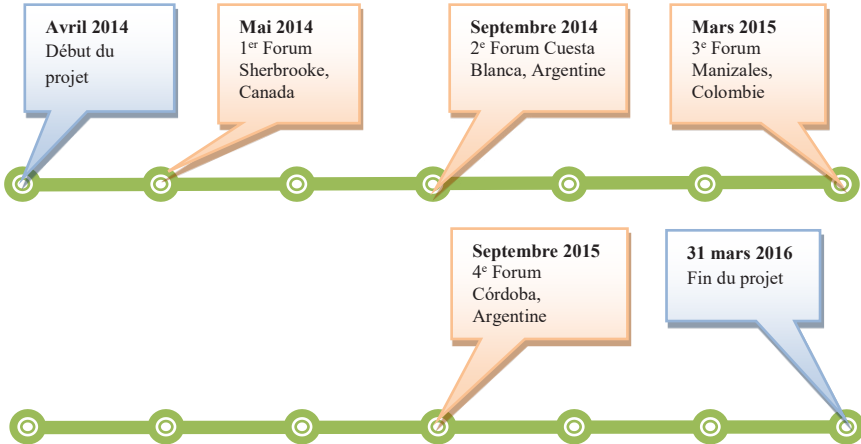 Avril 2014
Début du
projet
Mai 2014
1er Forum
Sherbrooke,
Canada
Septembre 2014
2e Forum Cuesta
Blanca, Argentine
Mars 2015
3e Forum
Manizales,
Colombie
Septembre 2015
4e Forum
Córdoba,
Argentine
31 mars 2016
Fin du projet